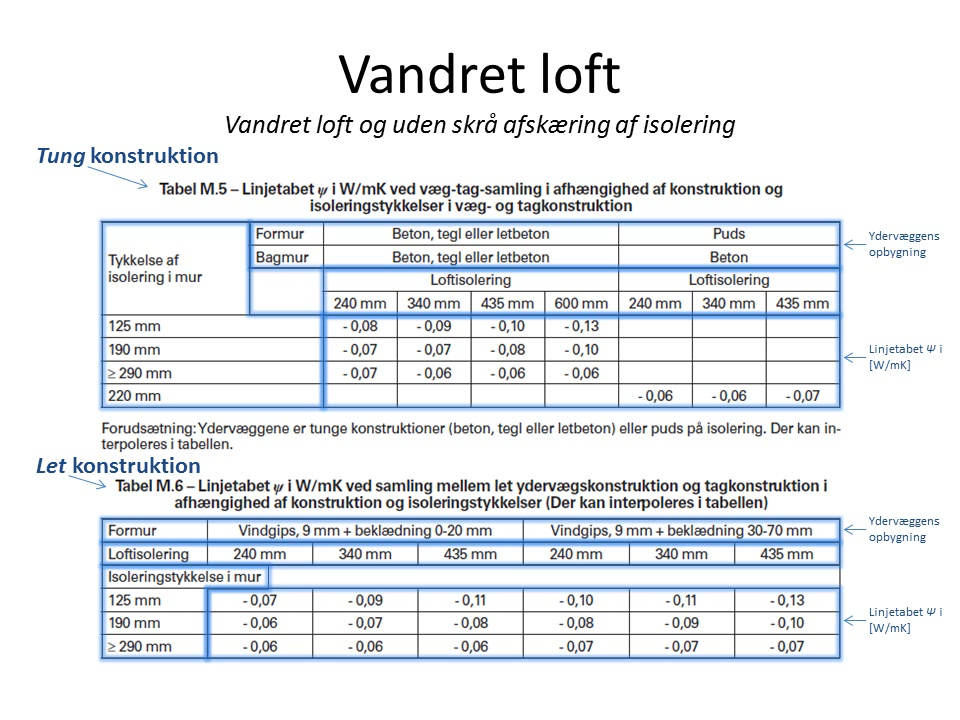 Vandret loft
Vandret loft og uden skrå afskæring af isolering
Tung konstruktion
Tabel M.5 – Linjetabet ψ i W/mK ved væg-tag-samling i afhængighed af konstruktion og
isoleringstykkelser i væg- og tagkonstruktion
Tykkelse af
isolering i mur
Formur Beton, tegl eller letbeton Puds
Bagmur Beton, tegl eller letbeton Beton
Loftisolering Loftisolering
240 mm 340 mm 435 mm 600 mm 240 mm 340 mm 435 mm
125 mm - 0,08 - 0,09 - 0,10 - 0,13
190 mm - 0,07 - 0,07 - 0,08 - 0,10
≥ 290 mm - 0,07 - 0,06 - 0,06 - 0,06
220 mm - 0,06 - 0,06 - 0,07
Ydervæggens
opbygning
Linjetabet Ψ i
[W/mK]
Forudsætning: Ydervæggene er tunge konstruktioner (beton, tegl eller letbeton) eller puds på isolering. Der kan in-
terpoleres i tabellen.
Let konstruktion
Tabel M.6 – Linjetabet ψ i W/mK ved samling mellem let ydervægskonstruktion og tagkonstruktion i
afhængighed af konstruktion og isoleringstykkelser (Der kan interpoleres i tabellen)
Formur Vindgips, 9 mm + beklædning 0-20 mm Vindgips, 9 mm + beklædning 30-70 mm
Loftisolering 240 mm 340 mm 435 mm 240 mm 340 mm 435 mm
Isoleringstykkelse i mur
125 mm - 0,07 - 0,09 - 0,11 - 0,10 - 0,11 - 0,13
190 mm - 0,06 - 0,07 - 0,08 - 0,08 - 0,09 - 0,10
≥ 290 mm - 0,06 - 0,06 - 0,06 - 0,07 - 0,07 - 0,07
Ydervæggens
opbygning
Linjetabet Ψ i
[W/mK]